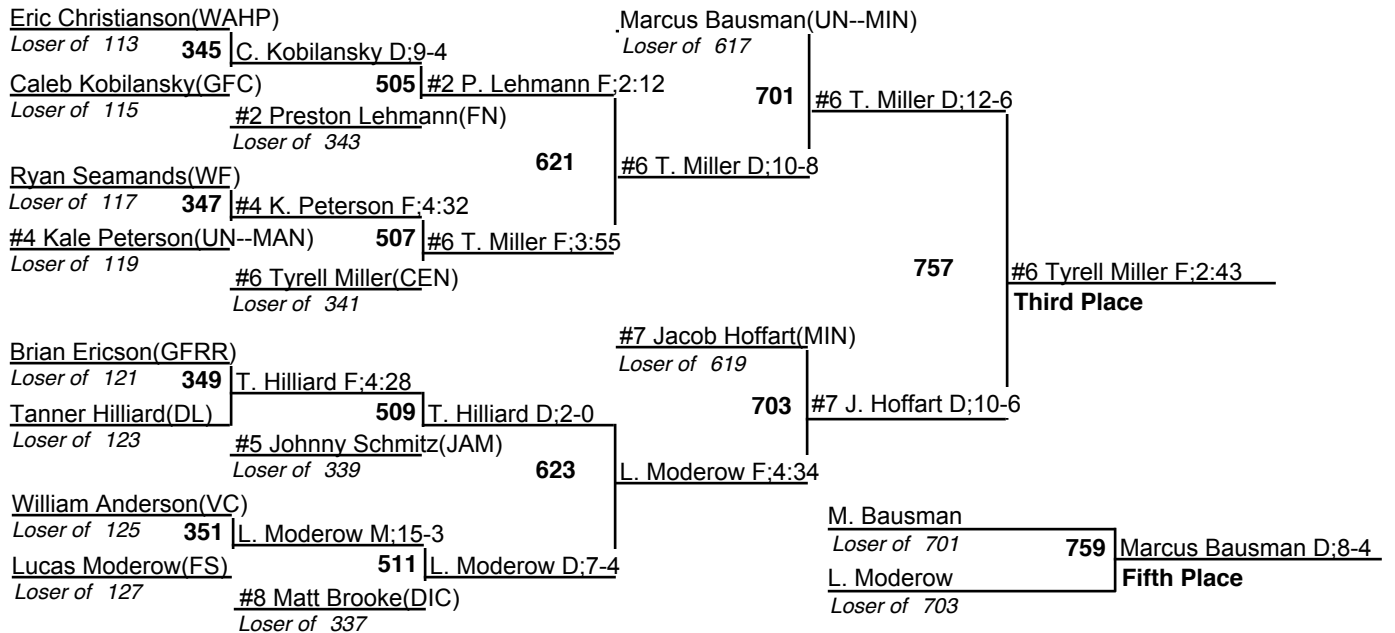 Eric Christianson(WAHP)
Loser of 113
345
C. Kobilansky D;9-4
Caleb Kobilansky(GFC)
Loser of 115
505
#2 P. Lehmann F;2:12
#2 Preston Lehmann(FN)
Loser of 343
Ryan Seamands(WF)
Loser of 117
347
#4 K. Peterson F;4:32
#4 Kale Peterson(UN--MAN)
Loser of 119
507
#6 T. Miller F;3:55
#6 Tyrell Miller(CEN)
Loser of 341
621
#6 T. Miller D;10-8
Marcus Bausman(UN--MIN)
Loser of 617
701
#6 T. Miller D;12-6
Brian Ericson(GFRR)
Loser of 121
349
T. Hilliard F;4:28
Tanner Hilliard(DL)
Loser of 123
509
T. Hilliard D;2-0
#5 Johnny Schmitz(JAM)
Loser of 339
William Anderson(VC)
Loser of 125
351
L. Moderow M;15-3
Lucas Moderow(FS)
Loser of 127
511
L. Moderow D;7-4
#8 Matt Brooke(DIC)
Loser of 337
623
L. Moderow F;4:34
#7 Jacob Hoffart(MIN)
Loser of 619
703
#7 J. Hoffart D;10-6
757
#6 Tyrell Miller F;2:43
Third Place
M. Bausman
Loser of 701
759
Marcus Bausman D;8-4
L. Moderow
Loser of 703
Fifth Place